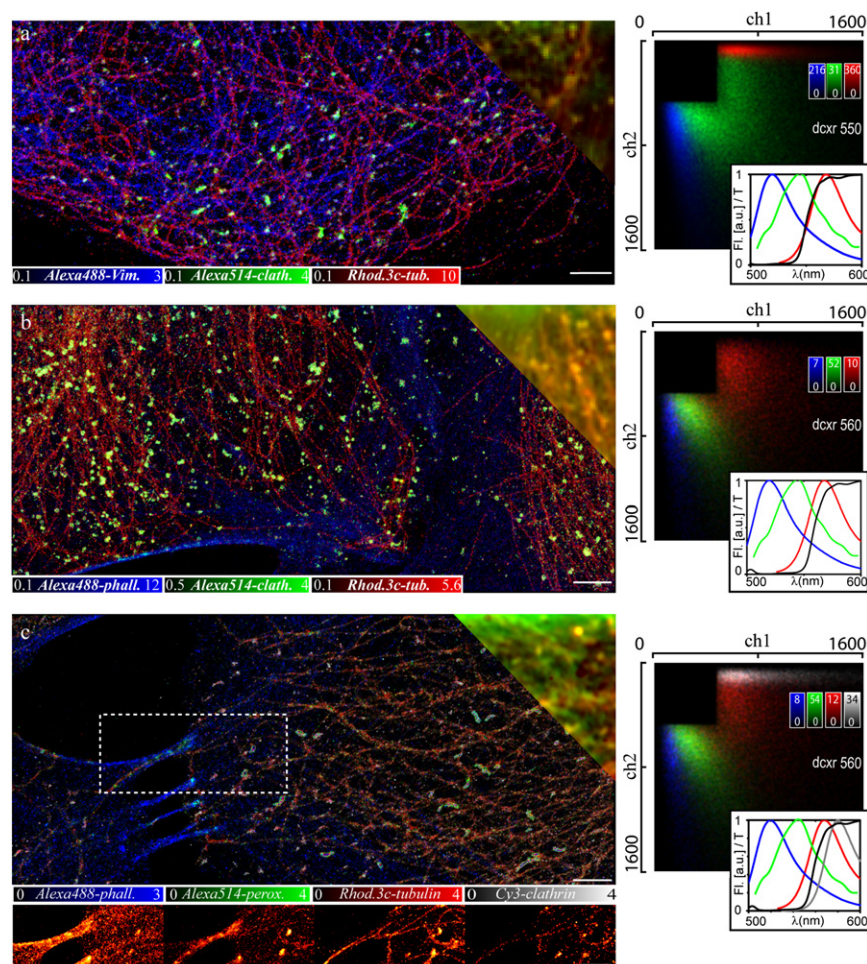 a
0.1 Alexa488-Vim. 3 0.1 Alexa514-clath. 4 0.1 Rhod.3c-tub. 10
0 ch1 1600
0
ch2
1600
216 31 360
0 0 0
dcxr 550
Fl. [a.u.] / T
1
0
500 λ(nm) 600
b
0.1 Alexa488-phall. 12 0.5 Alexa514-clath. 4 0.1 Rhod.3c-tub. 5.6
0 ch1 1600
ch2
1600
7 52 10
0 0 0
dcxr 560
Fl. [a.u.] / T
1
0
500 λ(nm) 600
c
0 Alexa488-phall. 3 0 Alexa514-perox. 4 0 Rhod.3c-tubulin 4 0 Cy3-clathrin 4
0 ch1 1600
ch2
1600
8 54 12 34
0 0 0 0
dcxr 560
Fl. [a.u.] / T
1
0
500 λ(nm) 600